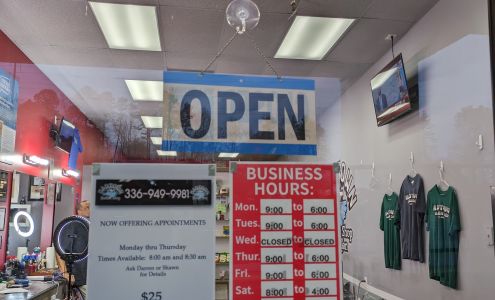 OPEN
336-949-9981
NOW OFFERING APPOINTMENTS
Monday thru Thursday
Times Available: 8:00 am and 8:30 am
for Details
$25
BUSINESS
HOURS:
Mon. 9:00 to 6:00
Tues. 9:00 to 6:00
Wed. CLOSED to CLOSED
Thur. 9:00 to 6:00
Fri. 9:00 to 6:00
Sat. 8:00 to 4:00